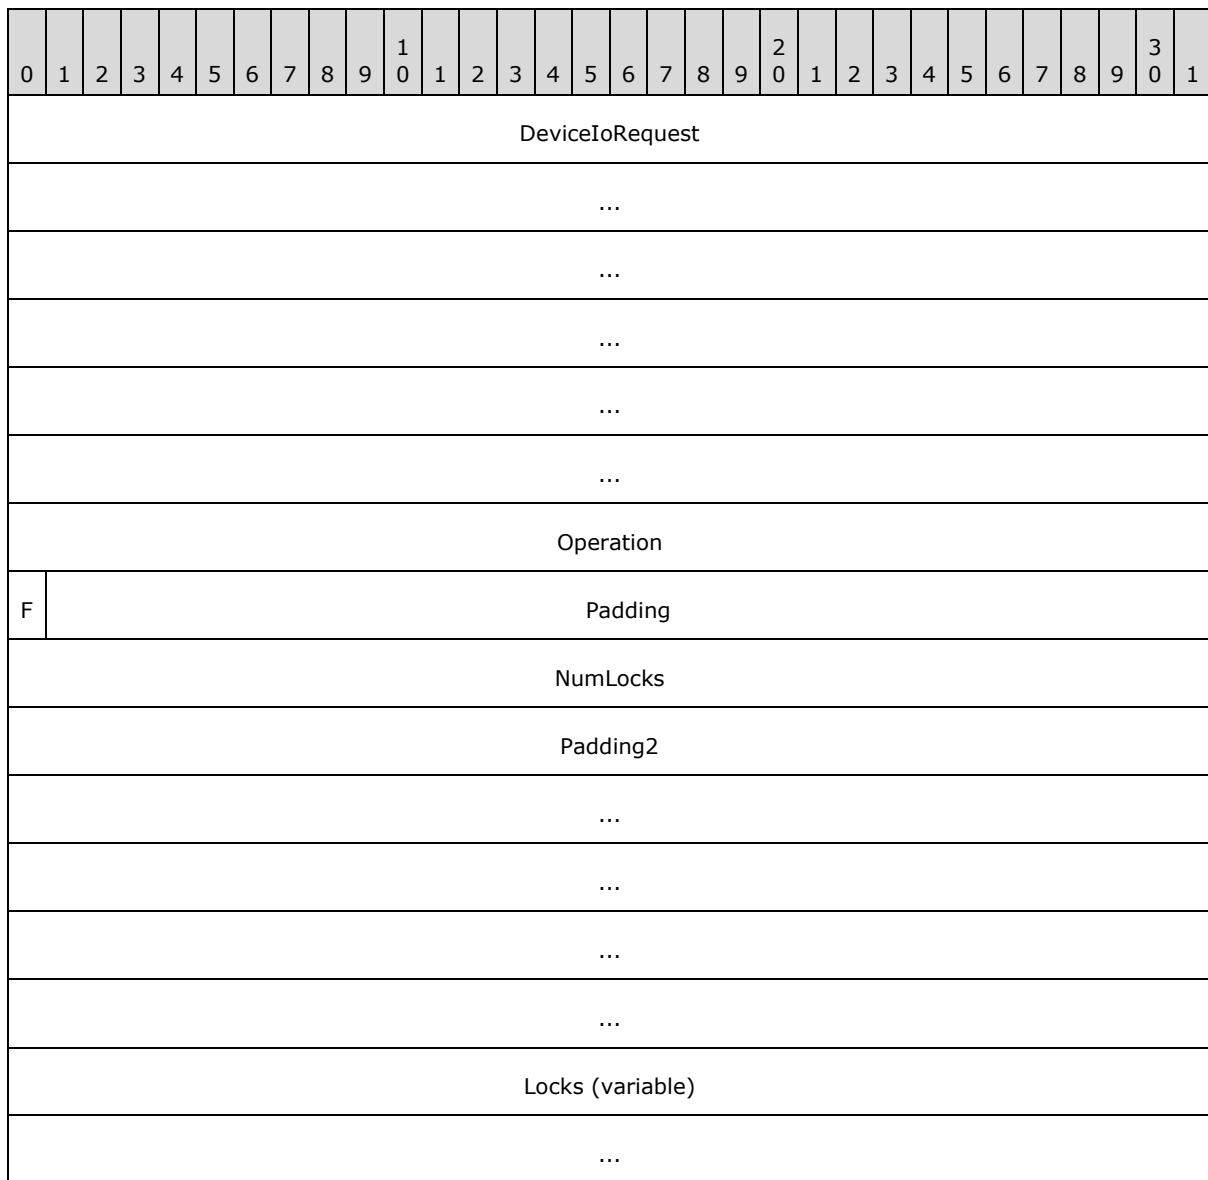 1 2 3
0 1 2 3 4 5 6 7 8 9 0 1 2 3 4 5 6 7 8 9 0 1 2 3 4 5 6 7 8 9 0 1
DeviceIoRequest
...
...
...
...
...
Operation
F Padding
NumLocks
Padding2
...
...
...
...
Locks (variable)
...